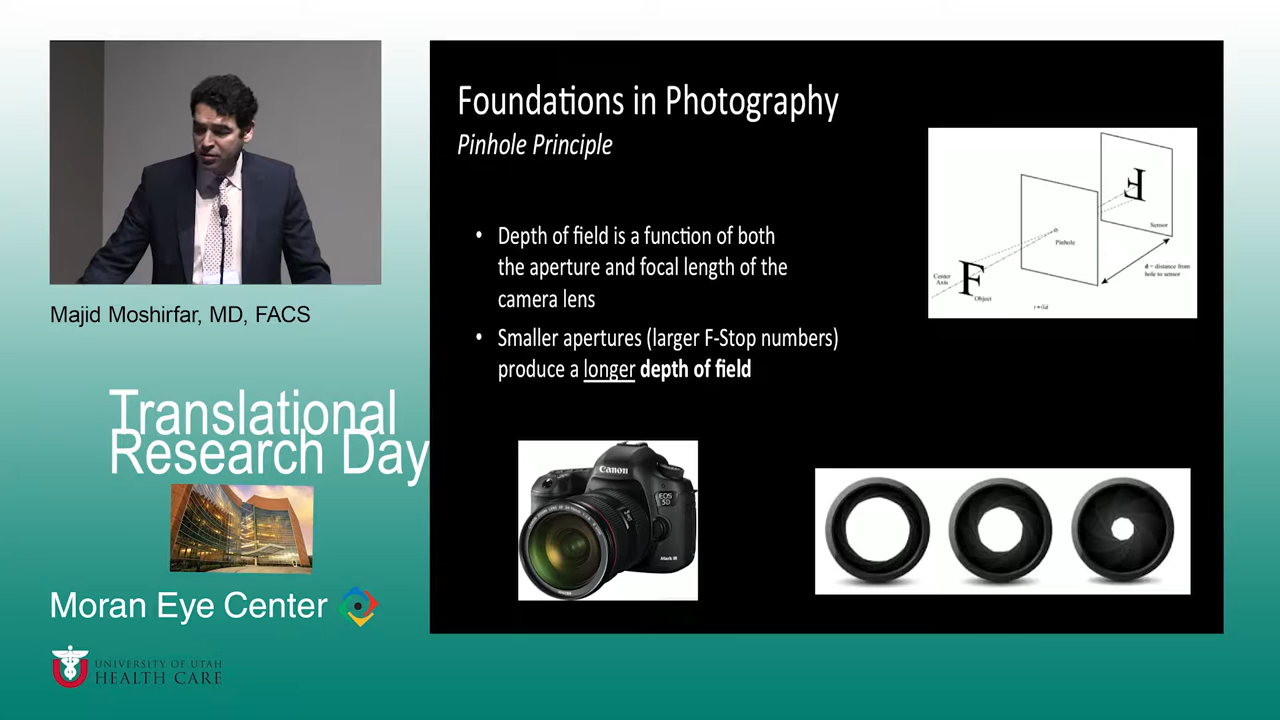 Foundations in Photography
Pinhole Principle
• Depth of field is a function of both
the aperture and focal length of the
camera lens
• Smaller apertures (larger F-Stop numbers)
produce a longer depth of field
F
Sensor
Pinhole
d = distance from
hole to sensor
Center
Axis
F
Object
Canon
EOS
5D
Mark III
Majid Moshirfar, MD, FACS
Translational
Research Day
Moran Eye Center
U
UNIVERSITY OF UTAH
HEALTH CARE